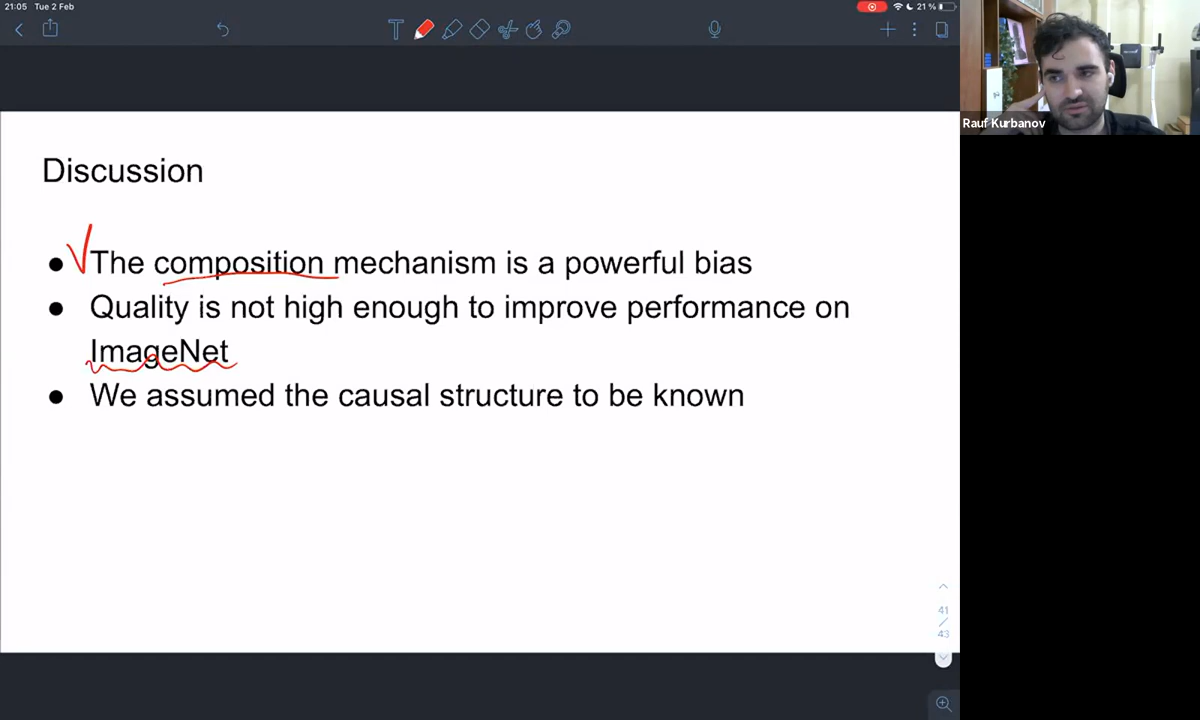 21:05 Tue 2 Feb
21 %
T
Rauf Kurbanov
Discussion
● The composition mechanism is a powerful bias
● Quality is not high enough to improve performance on
ImageNet
● We assumed the causal structure to be known
41
/
43